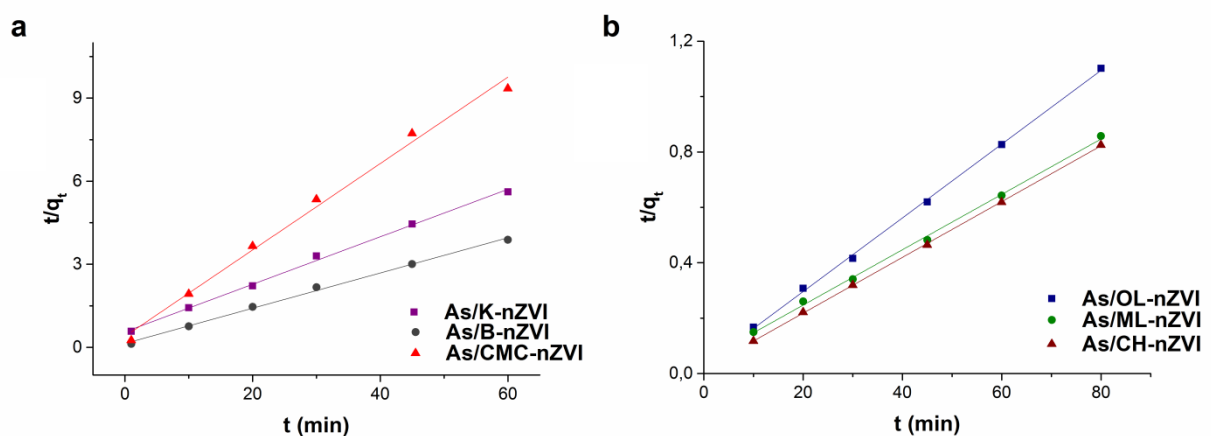 a
t/qt
9
6
3
0
0
20
40
60
t (min)
As/K-nZVI
As/B-nZVI
As/CMC-nZVI
b
t/qt
1,2
0,8
0,4
0,0
0
20
40
60
80
t (min)
As/OL-nZVI
As/ML-nZVI
As/CH-nZVI